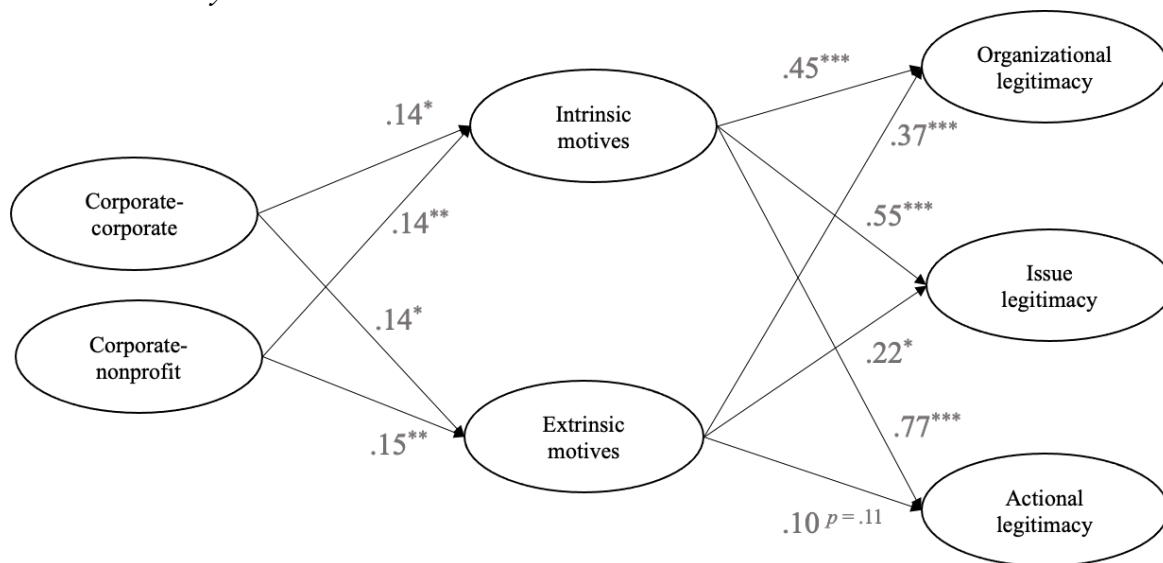 Organizational
legitimacy
.45***
Intrinsic
motives
.14*
.37***
Corporate-
corporate
.14**
.55***
Issue
legitimacy
.14*
Corporate-
nonprofit
.22*
.15**
Extrinsic
motives
.77***
Actional
legitimacy
.10 p = .11